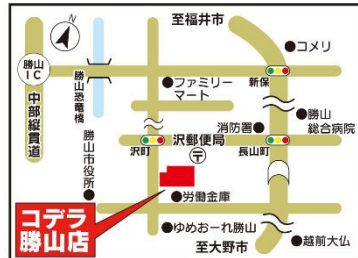 至福井市
コメリ
勝山
IC
勝山恐竜橋
ファミリー
マート
新保
中部縦貫道
消防署
勝山
総合病院
沢郵便局
〒
沢町
長山町
勝山市役所
労働金庫
コデラ
勝山店
ゆめおーれ勝山
至大野市
越前大仏